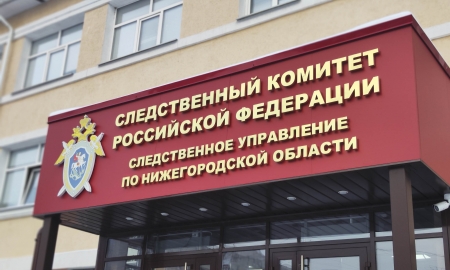 СЛЕДСТВЕННЫЙ КОМИТЕТ
РОССИЙСКОЙ ФЕДЕРАЦИИ
СЛЕДСТВЕННОЕ УПРАВЛЕНИЕ
ПО НИЖЕГОРОДСКОЙ ОБЛАСТИ